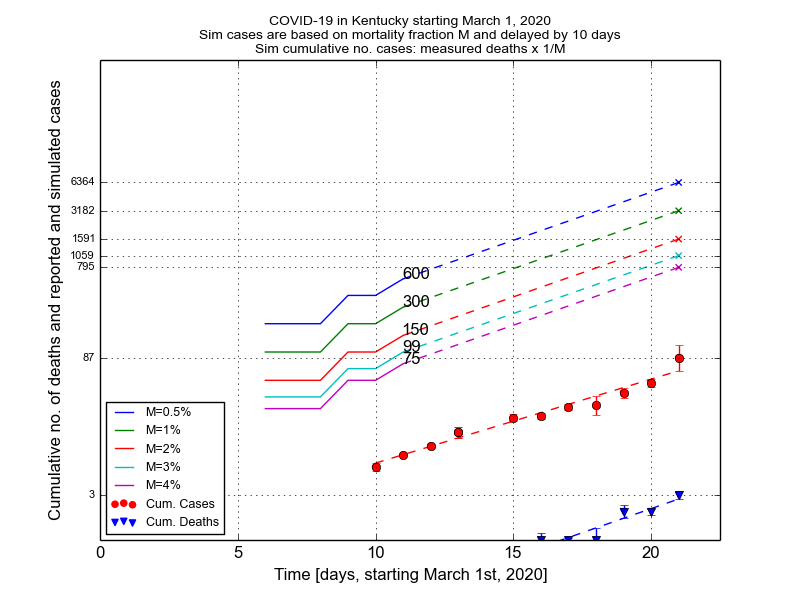 COVID-19 in Kentucky starting March 1, 2020
Sim cases are based on mortality fraction M and delayed by 10 days
Sim cumulative no. cases: measured deaths x 1/M
Cumulative no. of deaths and reported and simulated cases
6364
3182
1591
1059
795
87
3
600
300
150
99
75
M=0.5%
M=1%
M=2%
M=3%
M=4%
Cum. Cases
Cum. Deaths
0
5
10
15
20
Time [days, starting March 1st, 2020]